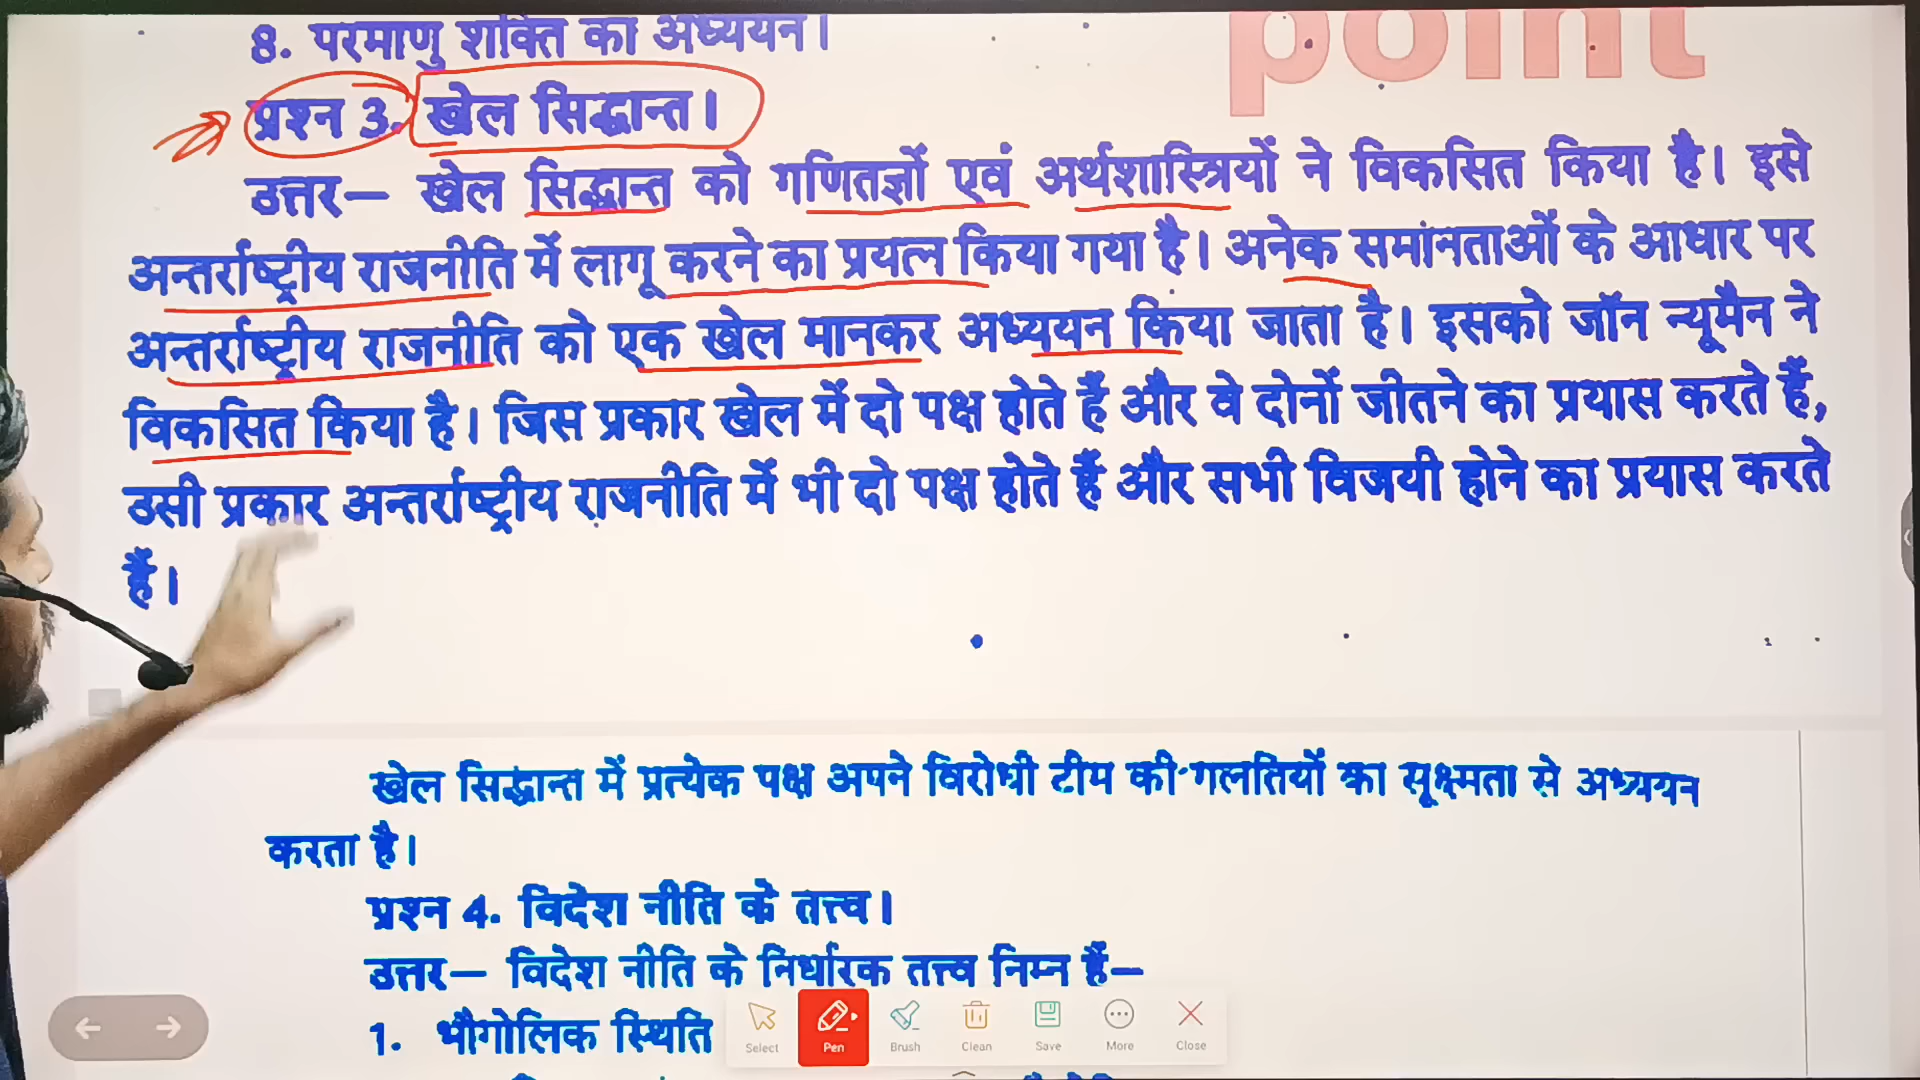 point
8. परमाणु शक्ति का अध्ययन।
प्रश्न 3. खेल सिद्धान्त।
उत्तर— खेल सिद्धान्त को गणितज्ञों एवं अर्थशास्त्रियों ने विकसित किया है। इसे
अन्तर्राष्ट्रीय राजनीति में लागू करने का प्रयत्न किया गया है। अनेक समांनताओं के आधार पर
अन्तर्राष्ट्रीय राजनीति को एक खेल मानकर अध्ययन किया जाता है। इसको जॉन न्यूमैन ने
विकसित किया है। जिस प्रकार खेल में दो पक्ष होते हैं और वे दोनों जीतने का प्रयास करते हैं,
उसी प्रकार अन्तर्राष्ट्रीय राजनीति में भी दो पक्ष होते हैं और सभी विजयी होने का प्रयास करते
हैं।
खेल सिद्धान्त में प्रत्येक पक्ष अपने विरोधी टीम की गलतियों का सूक्ष्मता से अध्ययन
करता है।
प्रश्न 4. विदेश नीति के तत्त्व।
उत्तर— विदेश नीति के निर्धारक तत्त्व निम्न हैं—
1. भौगोलिक स्थिति
Select Pen Brush Clean Save More Close